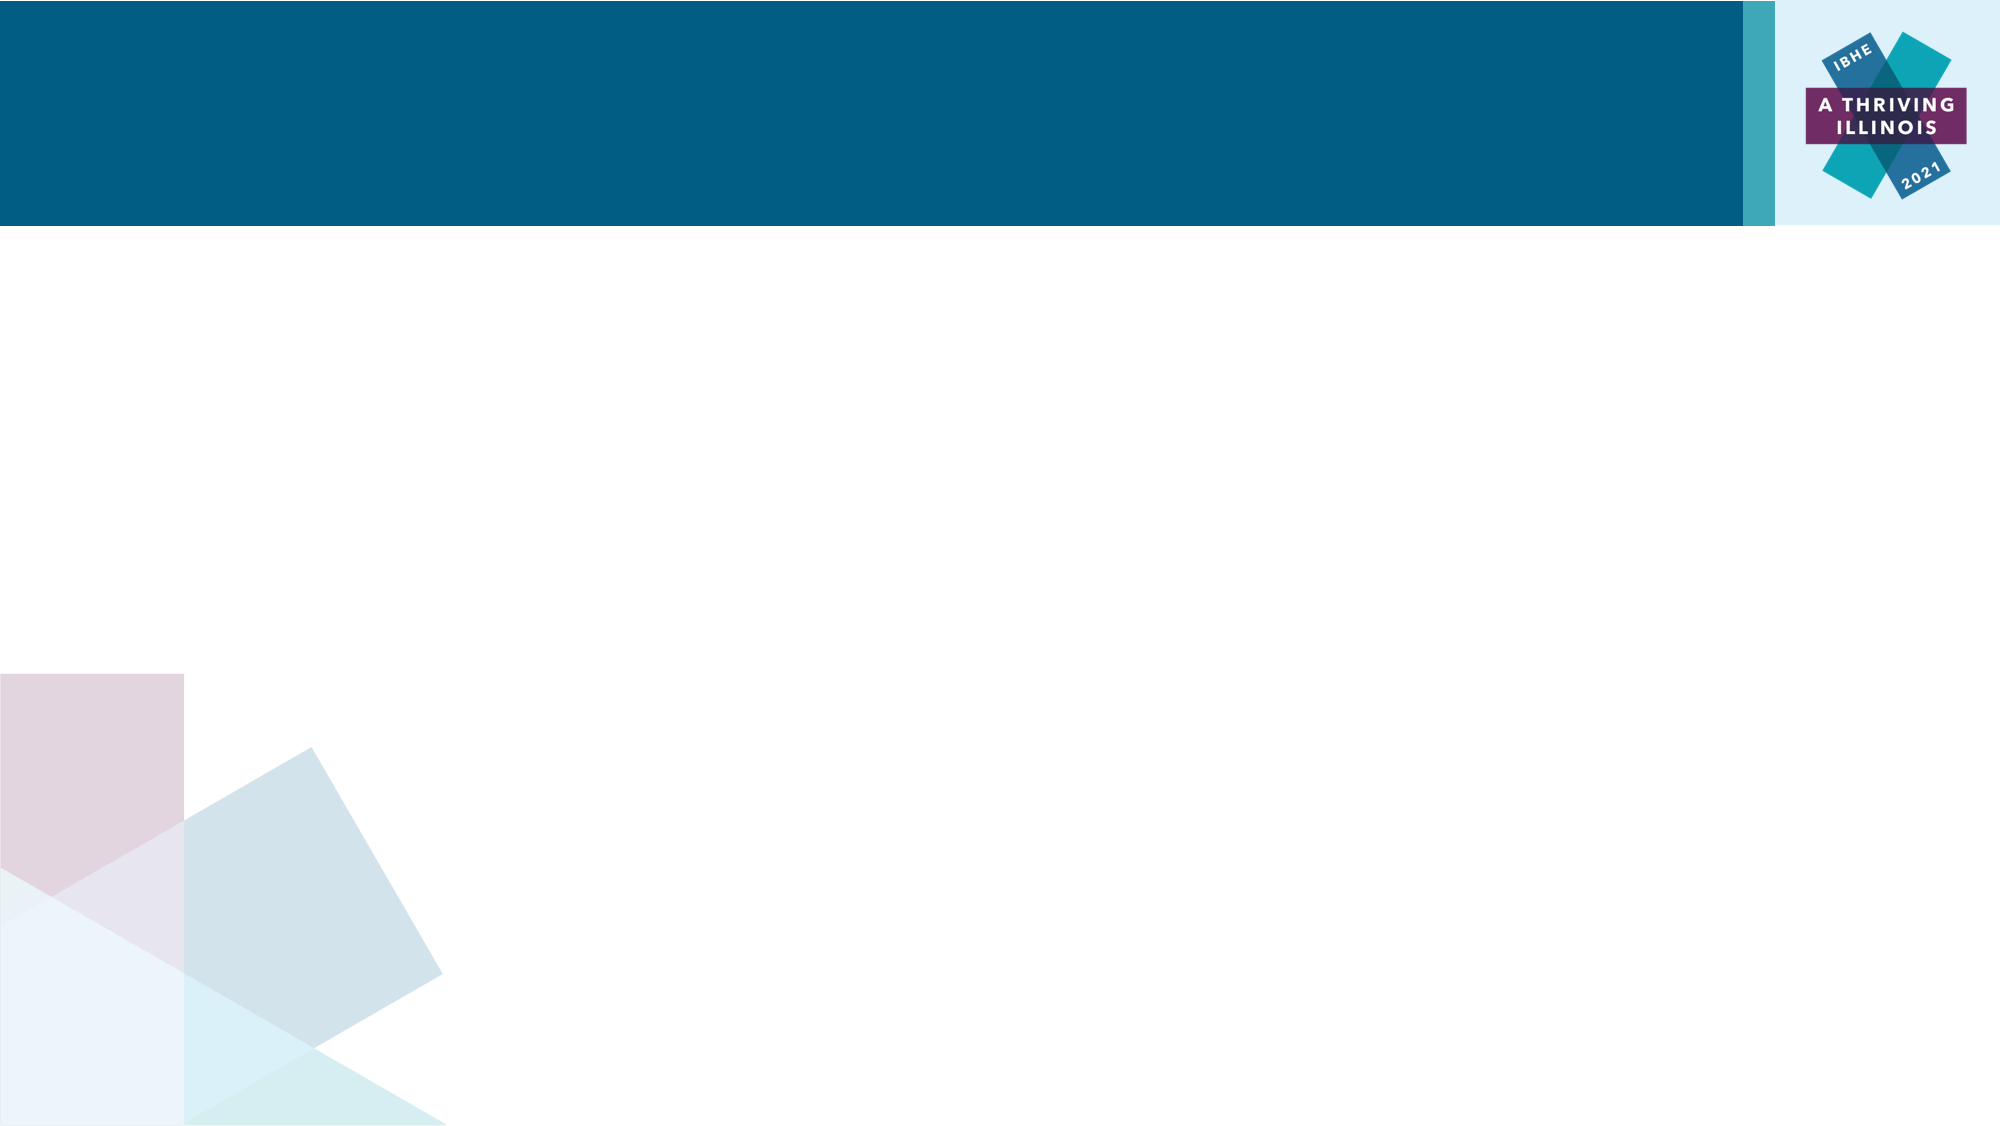 IBHE
A THRIVING
ILLINOIS
2021